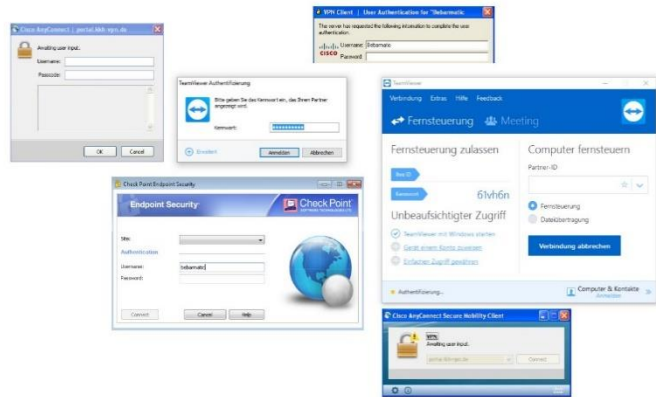 Cisco AnyConnect | portal.kkh-vpn.de
Awaiting user input.
Username:
Passcode:
OK
Cancel
VPN Client | User Authentication for "Siebarmatic
The server has requested the following information to complete the user
authentication.
CISCO
Username:
Password:
TeamViewer Authentifizierung
Bitte geben Sie das Kennwort ein, das Ihnen Partner
angezeigt wird.
Kennwort:
Erweitert
Anmelden
Abbrechen
TeamViewer
Verbindung Extras Hilfe Feedback
Fernsteuerung
Meeting
Fernsteuerung zulassen
Computer fernsteuern
Partner-ID
Kennwort
61vh6n
Fernsteuerung
Dateiübertragung
Unbeaufsichtigter Zugriff
TeamViewer mit Windows starten
Gerät einem Konto zuweisen
Einfachen Zugriff gewähren
Verbindung abbrechen
Authentifizierung...
Computer & Kontakte
Anmelden
Check Point Endpoint Security
Endpoint Security
Check Point
SOFTWARE TECHNOLOGIES LTD.
Site:
Authentication
Username:
Password:
Connect
Cancel
Help
Cisco AnyConnect Secure Mobility Client
VPN:
Awaiting user input.
Connect